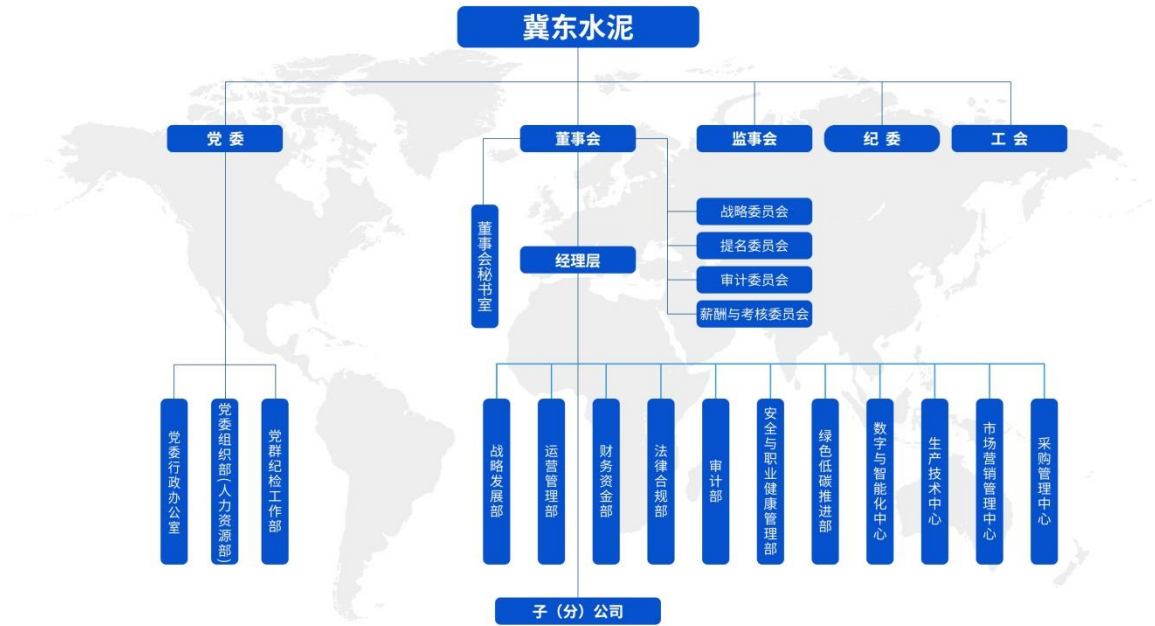 冀东水泥
党 委
董事会
监事会
纪 委
工 会
董事会秘书室
战略委员会
提名委员会
审计委员会
薪酬与考核委员会
经理层
党委行政办公室
党委组织部(人力资源部)
党群纪检工作部
战略发展部
运营管理部
财务资金部
法律合规部
审计部
安全与职业健康管理部
绿色低碳推进部
数字与智能化中心
生产技术中心
市场营销管理中心
采购管理中心
子（分）公司